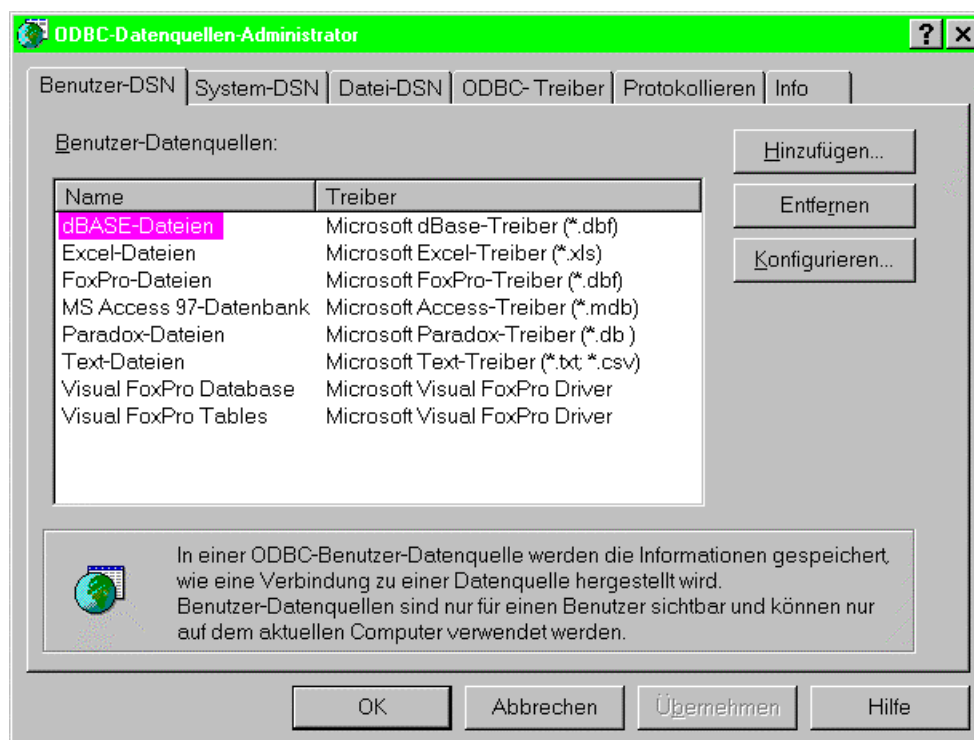 ODBC-Datenquellen-Administrator
Benutzer-DSN System-DSN Datei-DSN ODBC- Treiber Protokollieren Info
Benutzer-Datenquellen:
Hinzufügen...
Entfernen
Konfigurieren...
Name Treiber
dBASE-Dateien Microsoft dBase-Treiber (*.dbf)
Excel-Dateien Microsoft Excel-Treiber (*.xls)
FoxPro-Dateien Microsoft FoxPro-Treiber (*.dbf)
MS Access 97-Datenbank Microsoft Access-Treiber (*.mdb)
Paradox-Dateien Microsoft Paradox-Treiber (*.db )
Text-Dateien Microsoft Text-Treiber (*.txt; *.csv)
Visual FoxPro Database Microsoft Visual FoxPro Driver
Visual FoxPro Tables Microsoft Visual FoxPro Driver
In einer ODBC-Benutzer-Datenquelle werden die Informationen gespeichert,
wie eine Verbindung zu einer Datenquelle hergestellt wird.
Benutzer-Datenquellen sind nur für einen Benutzer sichtbar und können nur
auf dem aktuellen Computer verwendet werden.
OK Abbrechen Übernehmen Hilfe